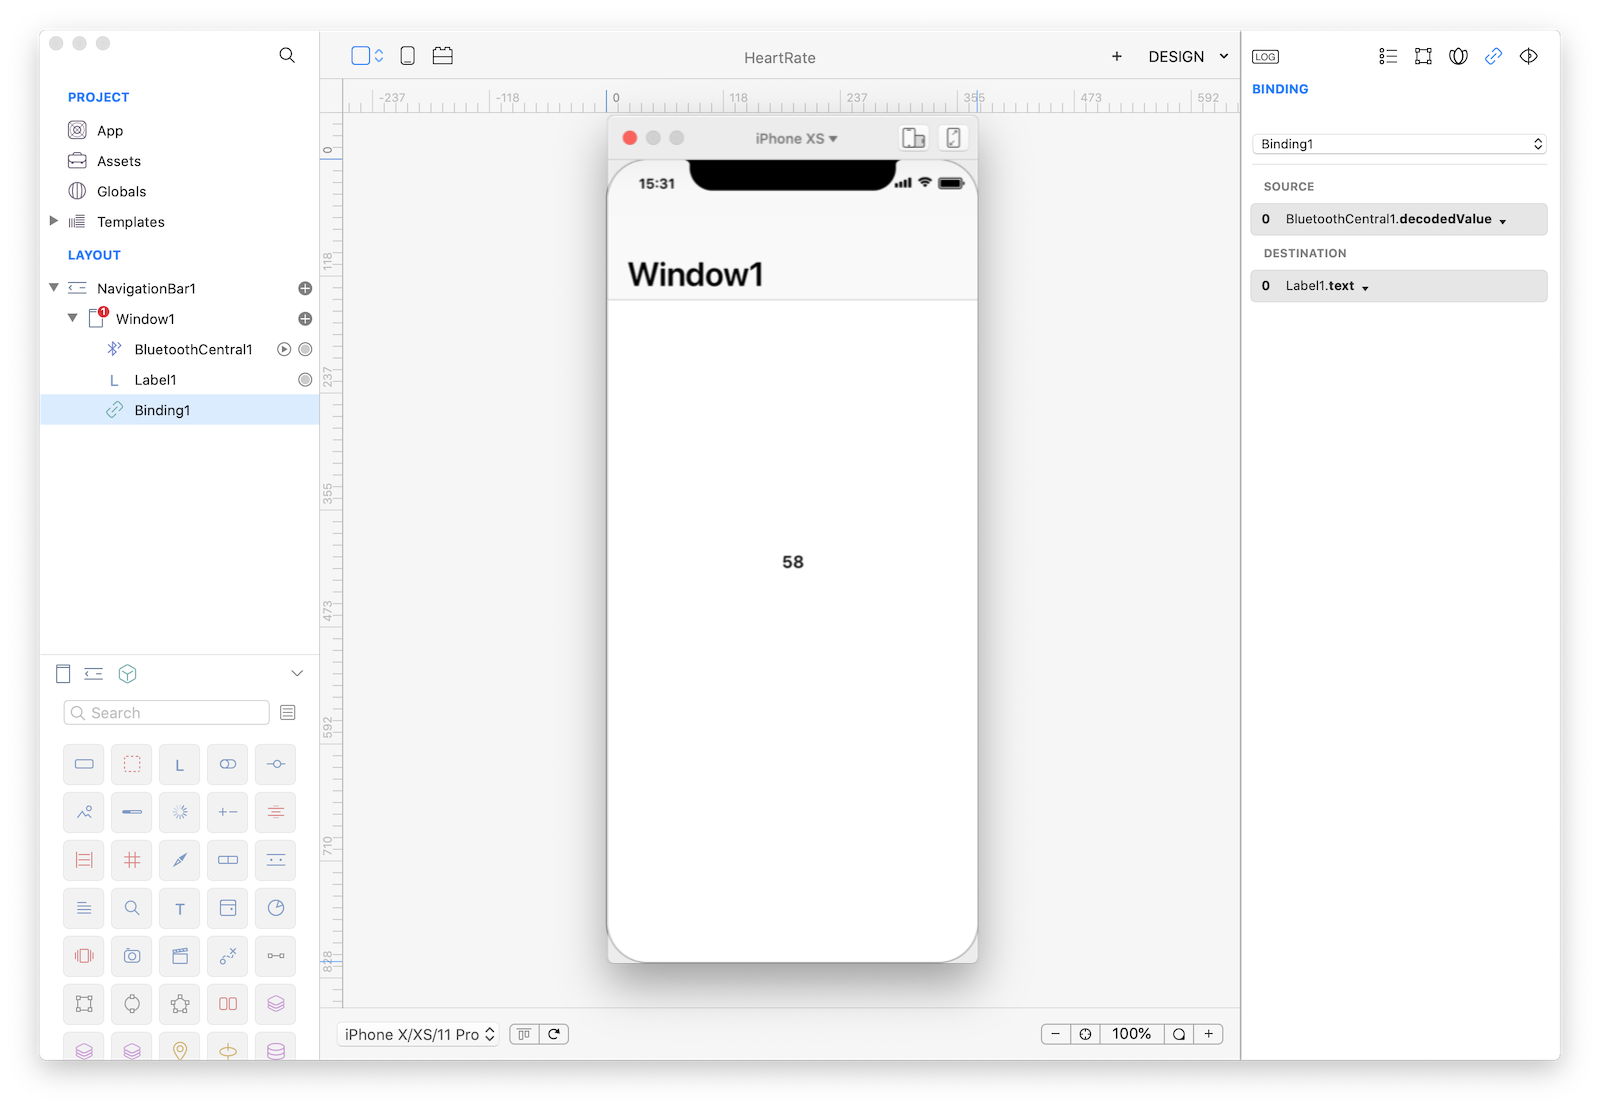 HeartRate
+ DESIGN
LOG
PROJECT
App
Assets
Globals
Templates
LAYOUT
NavigationBar1
Window1
1
BluetoothCentral1
L Label1
Binding1
Search
L
T
-237 -118 0 118 237 355 473 592
0
118
237
355
473
592
710
828
iPhone XS
15:31
Window1
58
iPhone X/XS/11 Pro
− 100% +
BINDING
Binding1
SOURCE
0 BluetoothCentral1.decodedValue
DESTINATION
0 Label1.text